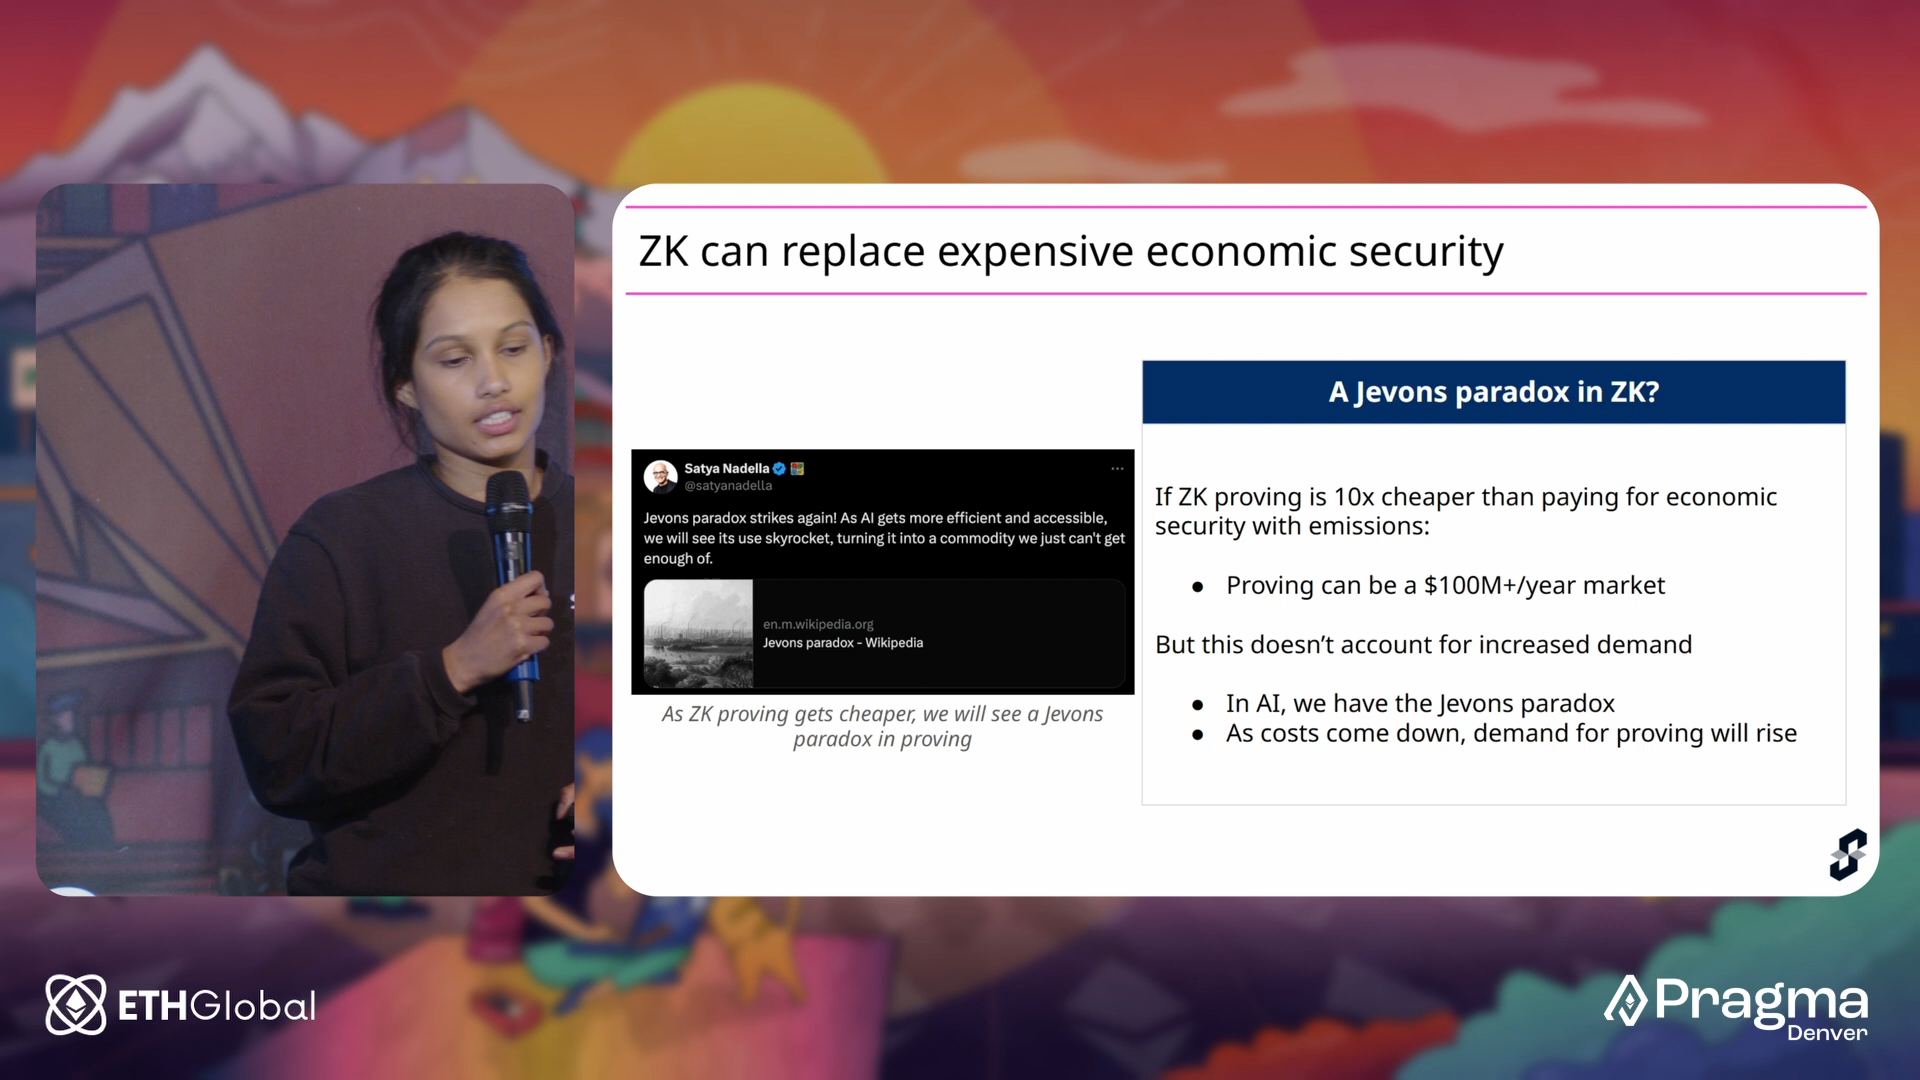 ZK can replace expensive economic security
Satya Nadella
@satyanadella
Jevons paradox strikes again! As AI gets more efficient and accessible,
we will see its use skyrocket, turning it into a commodity we just can't get
enough of.
en.m.wikipedia.org
Jevons paradox - Wikipedia
As ZK proving gets cheaper, we will see a Jevons
paradox in proving
A Jevons paradox in ZK?
If ZK proving is 10x cheaper than paying for economic
security with emissions:
● Proving can be a $100M+/year market
But this doesn’t account for increased demand
● In AI, we have the Jevons paradox
● As costs come down, demand for proving will rise
ETHGlobal
Pragma
Denver